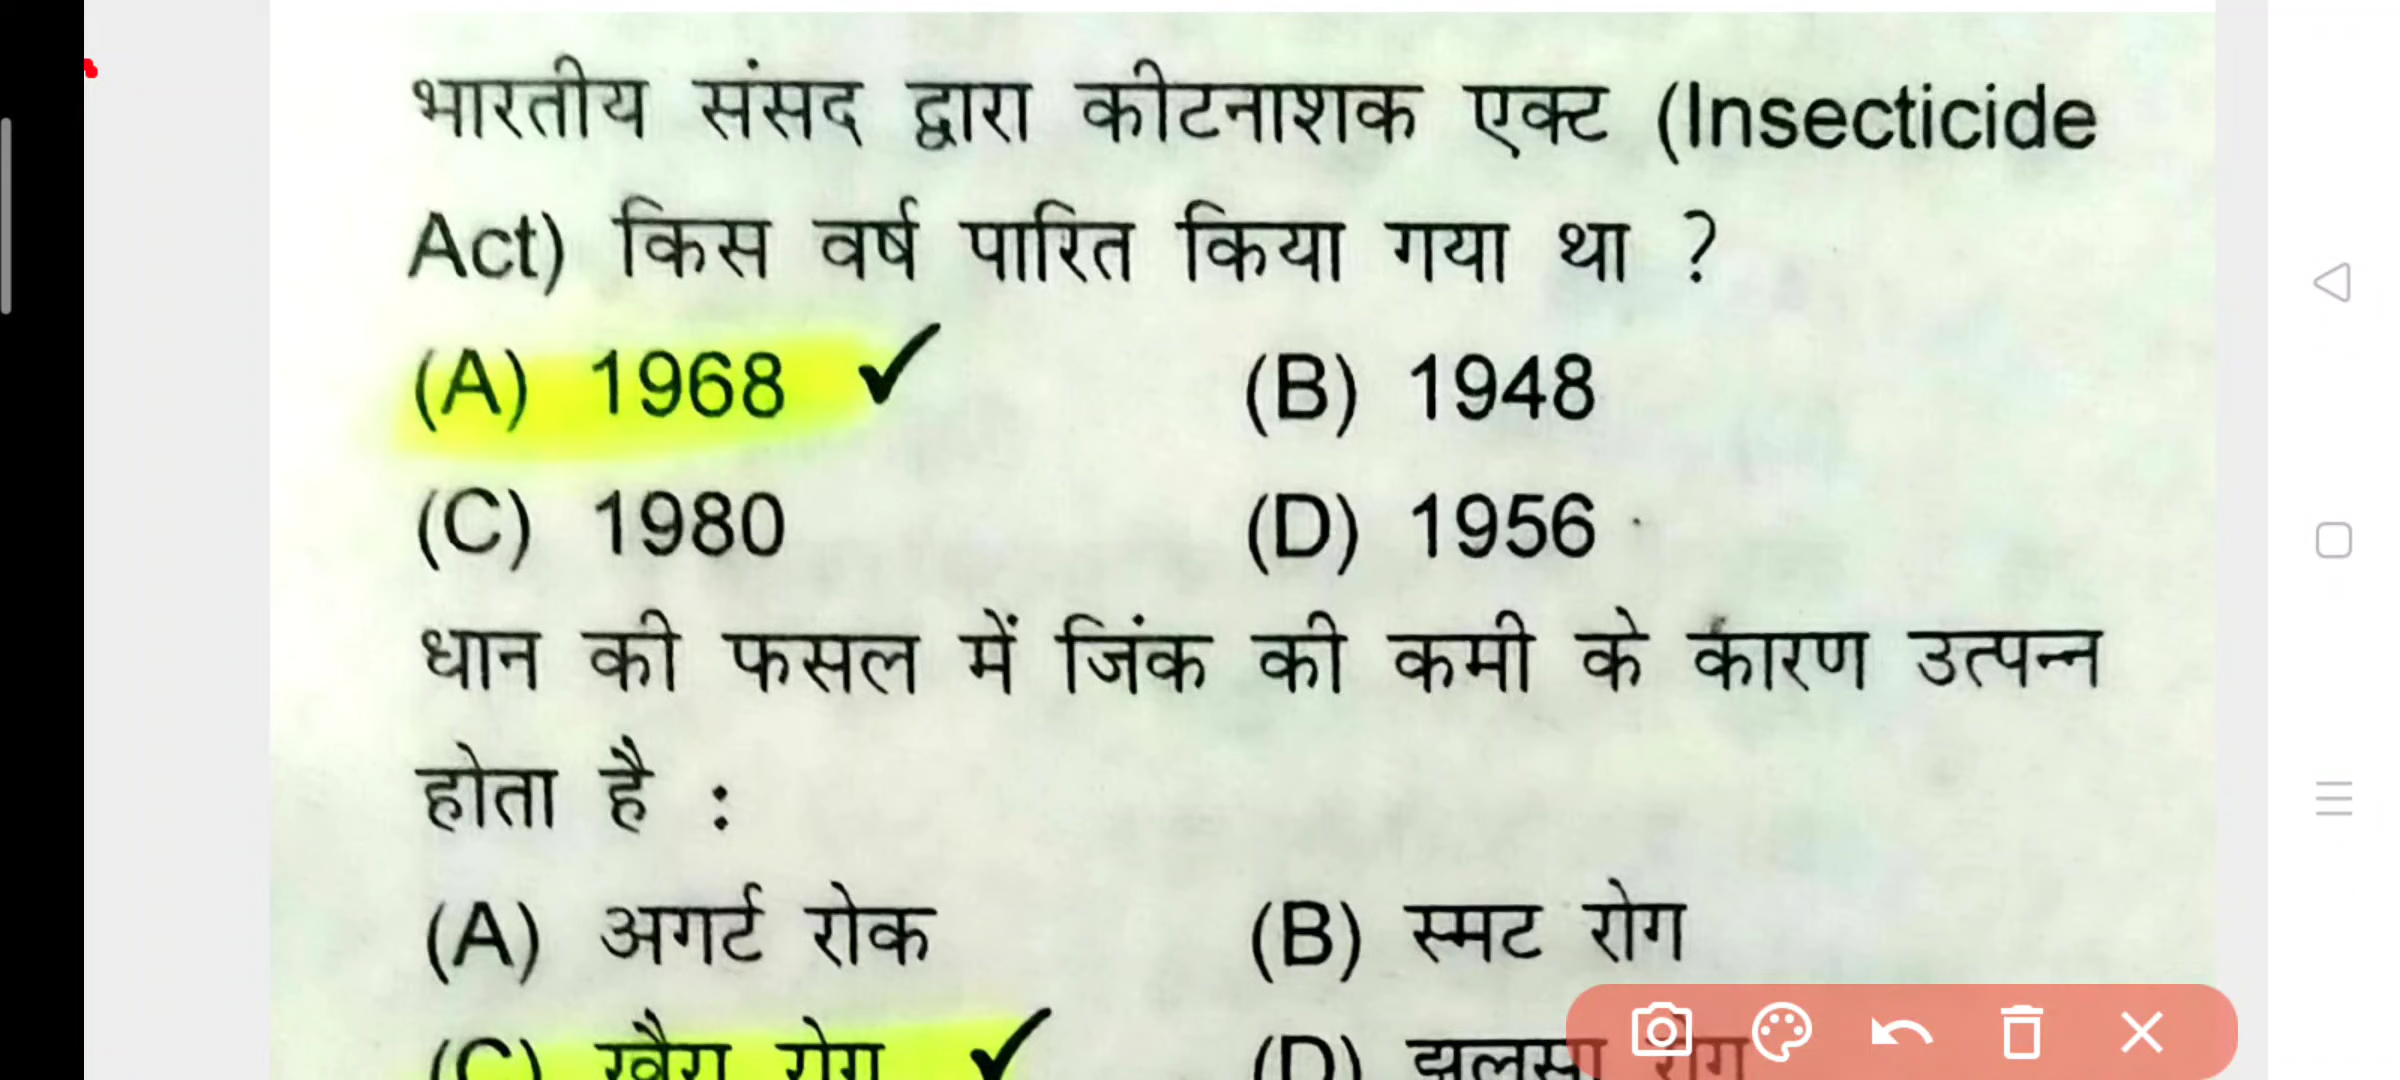 भारतीय संसद द्वारा कीटनाशक एक्ट (Insecticide
Act) किस वर्ष पारित किया गया था ?
(A) 1968 ✓ (B) 1948
(C) 1980 (D) 1956
धान की फसल में जिंक की कमी के कारण उत्पन्न
होता है :
(A) अगर्ट रोक (B) स्मट रोग
(C) खैरा रोग ✓ (D) झुलसा रोग